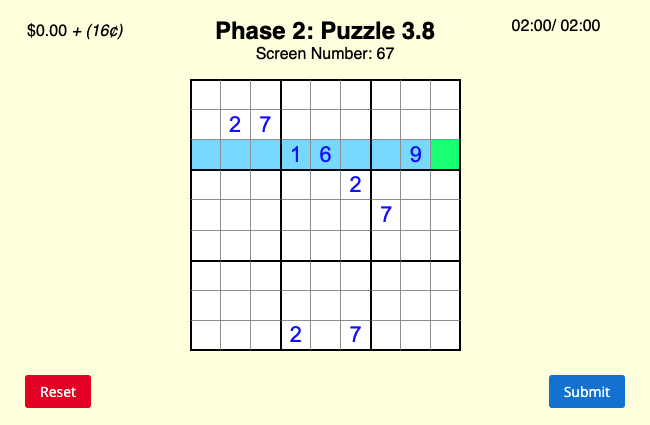 $0.00 + (16¢)
Phase 2: Puzzle 3.8
02:00/ 02:00
Screen Number: 67
2 7
1 6 9
2
7
2 7
Reset
Submit